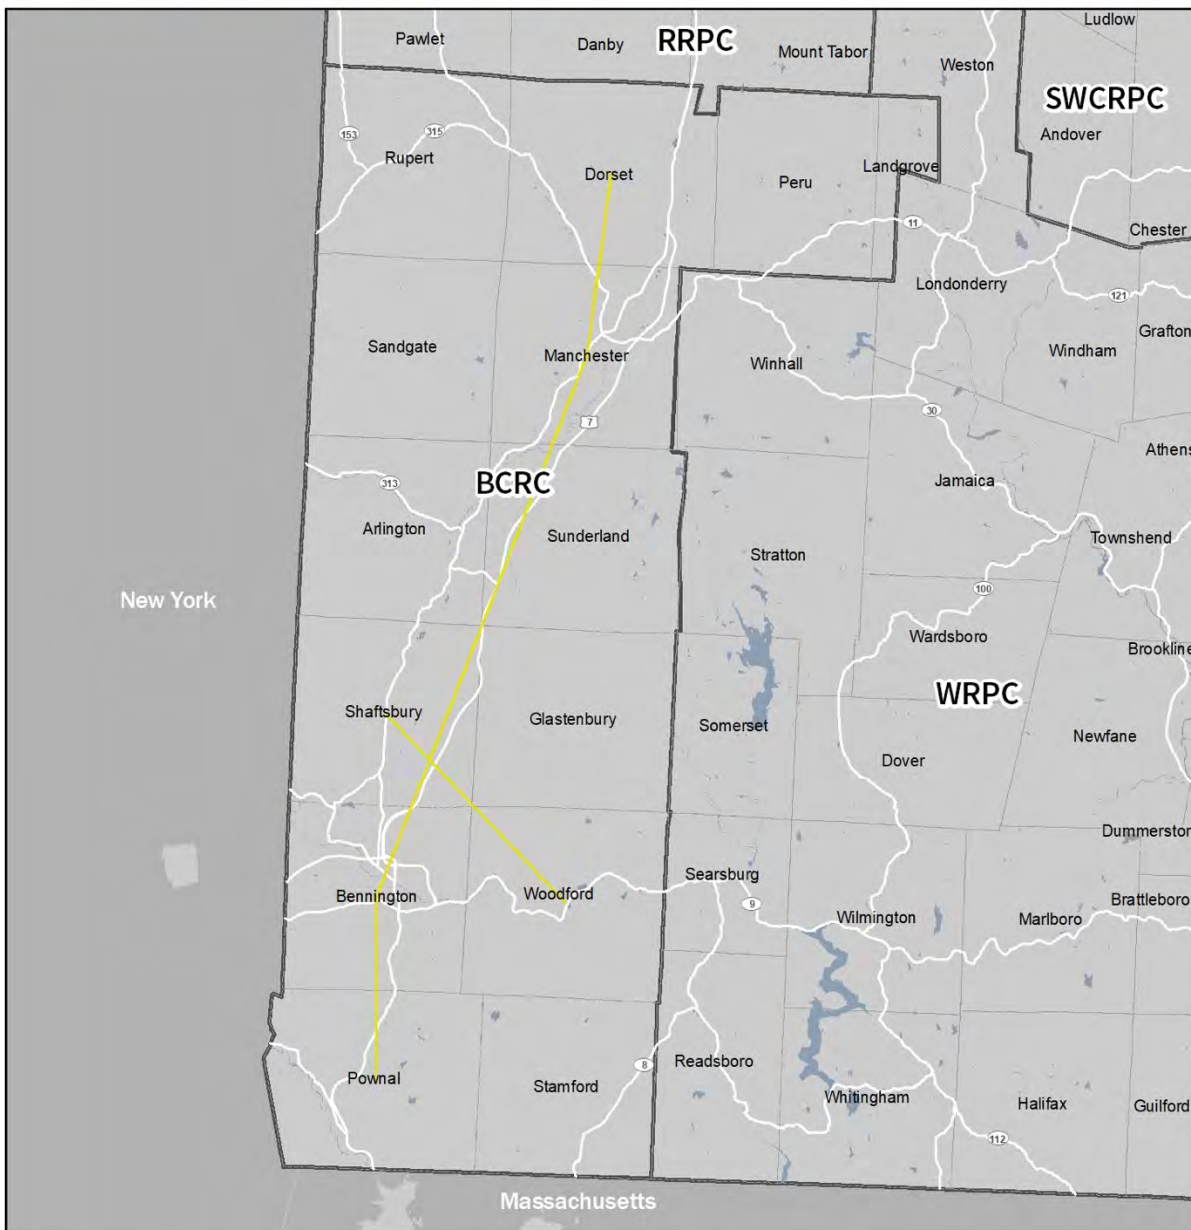 Ludlow
Pawlet
Danby
RRPC
Mount Tabor
Weston
SWCRPC
Andover
153
315
Rupert
Dorset
Peru
Landgrove
11
Chester
Londonderry
121
Grafton
Sandgate
Manchester
Winhall
Windham
30
7
Athens
313
BCRC
Jamaica
Arlington
Sunderland
Stratton
Townshend
New York
100
Wardsboro
Brookline
WRPC
Shaftsbury
Glastenbury
Somerset
Newfane
Dover
Dummerston
Bennington
Woodford
Searsburg
9
Wilmington
Marlboro
Brattleboro
Pownal
Stamford
8
Readsboro
Whitingham
Halifax
Guilford
112
Massachusetts